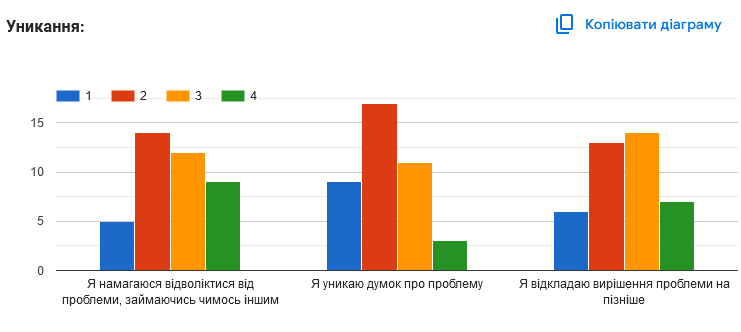 Уникання:
Копіювати діаграму
1 2 3 4
15
10
5
0
Я намагаюся відволіктися від
проблеми, займаючись чимось іншим
Я уникаю думок про проблему
Я відкладаю вирішення проблеми на
пізніше